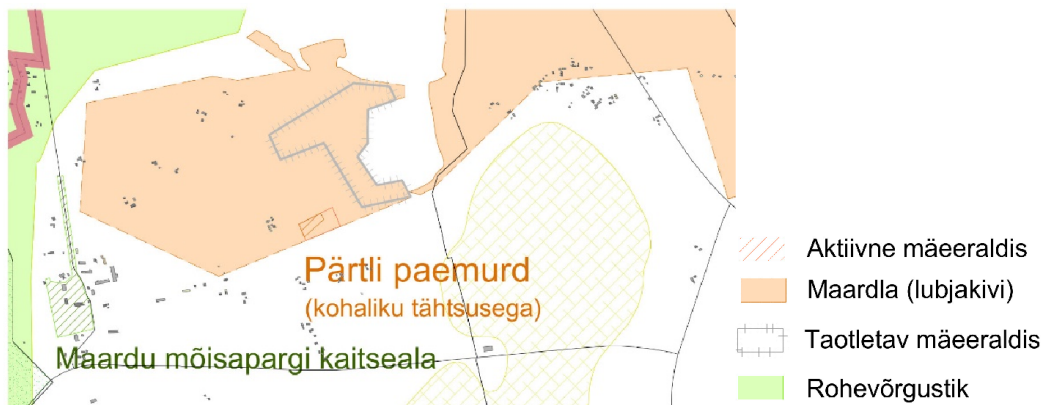 Pärtli paemurd
(kohaliku tähtsusega)
Maardu mõisapargi kaitseala
Aktiivne mäeeraldis
Maardla (lubjakivi)
Taotletav mäeeraldis
Rohevõrgustik